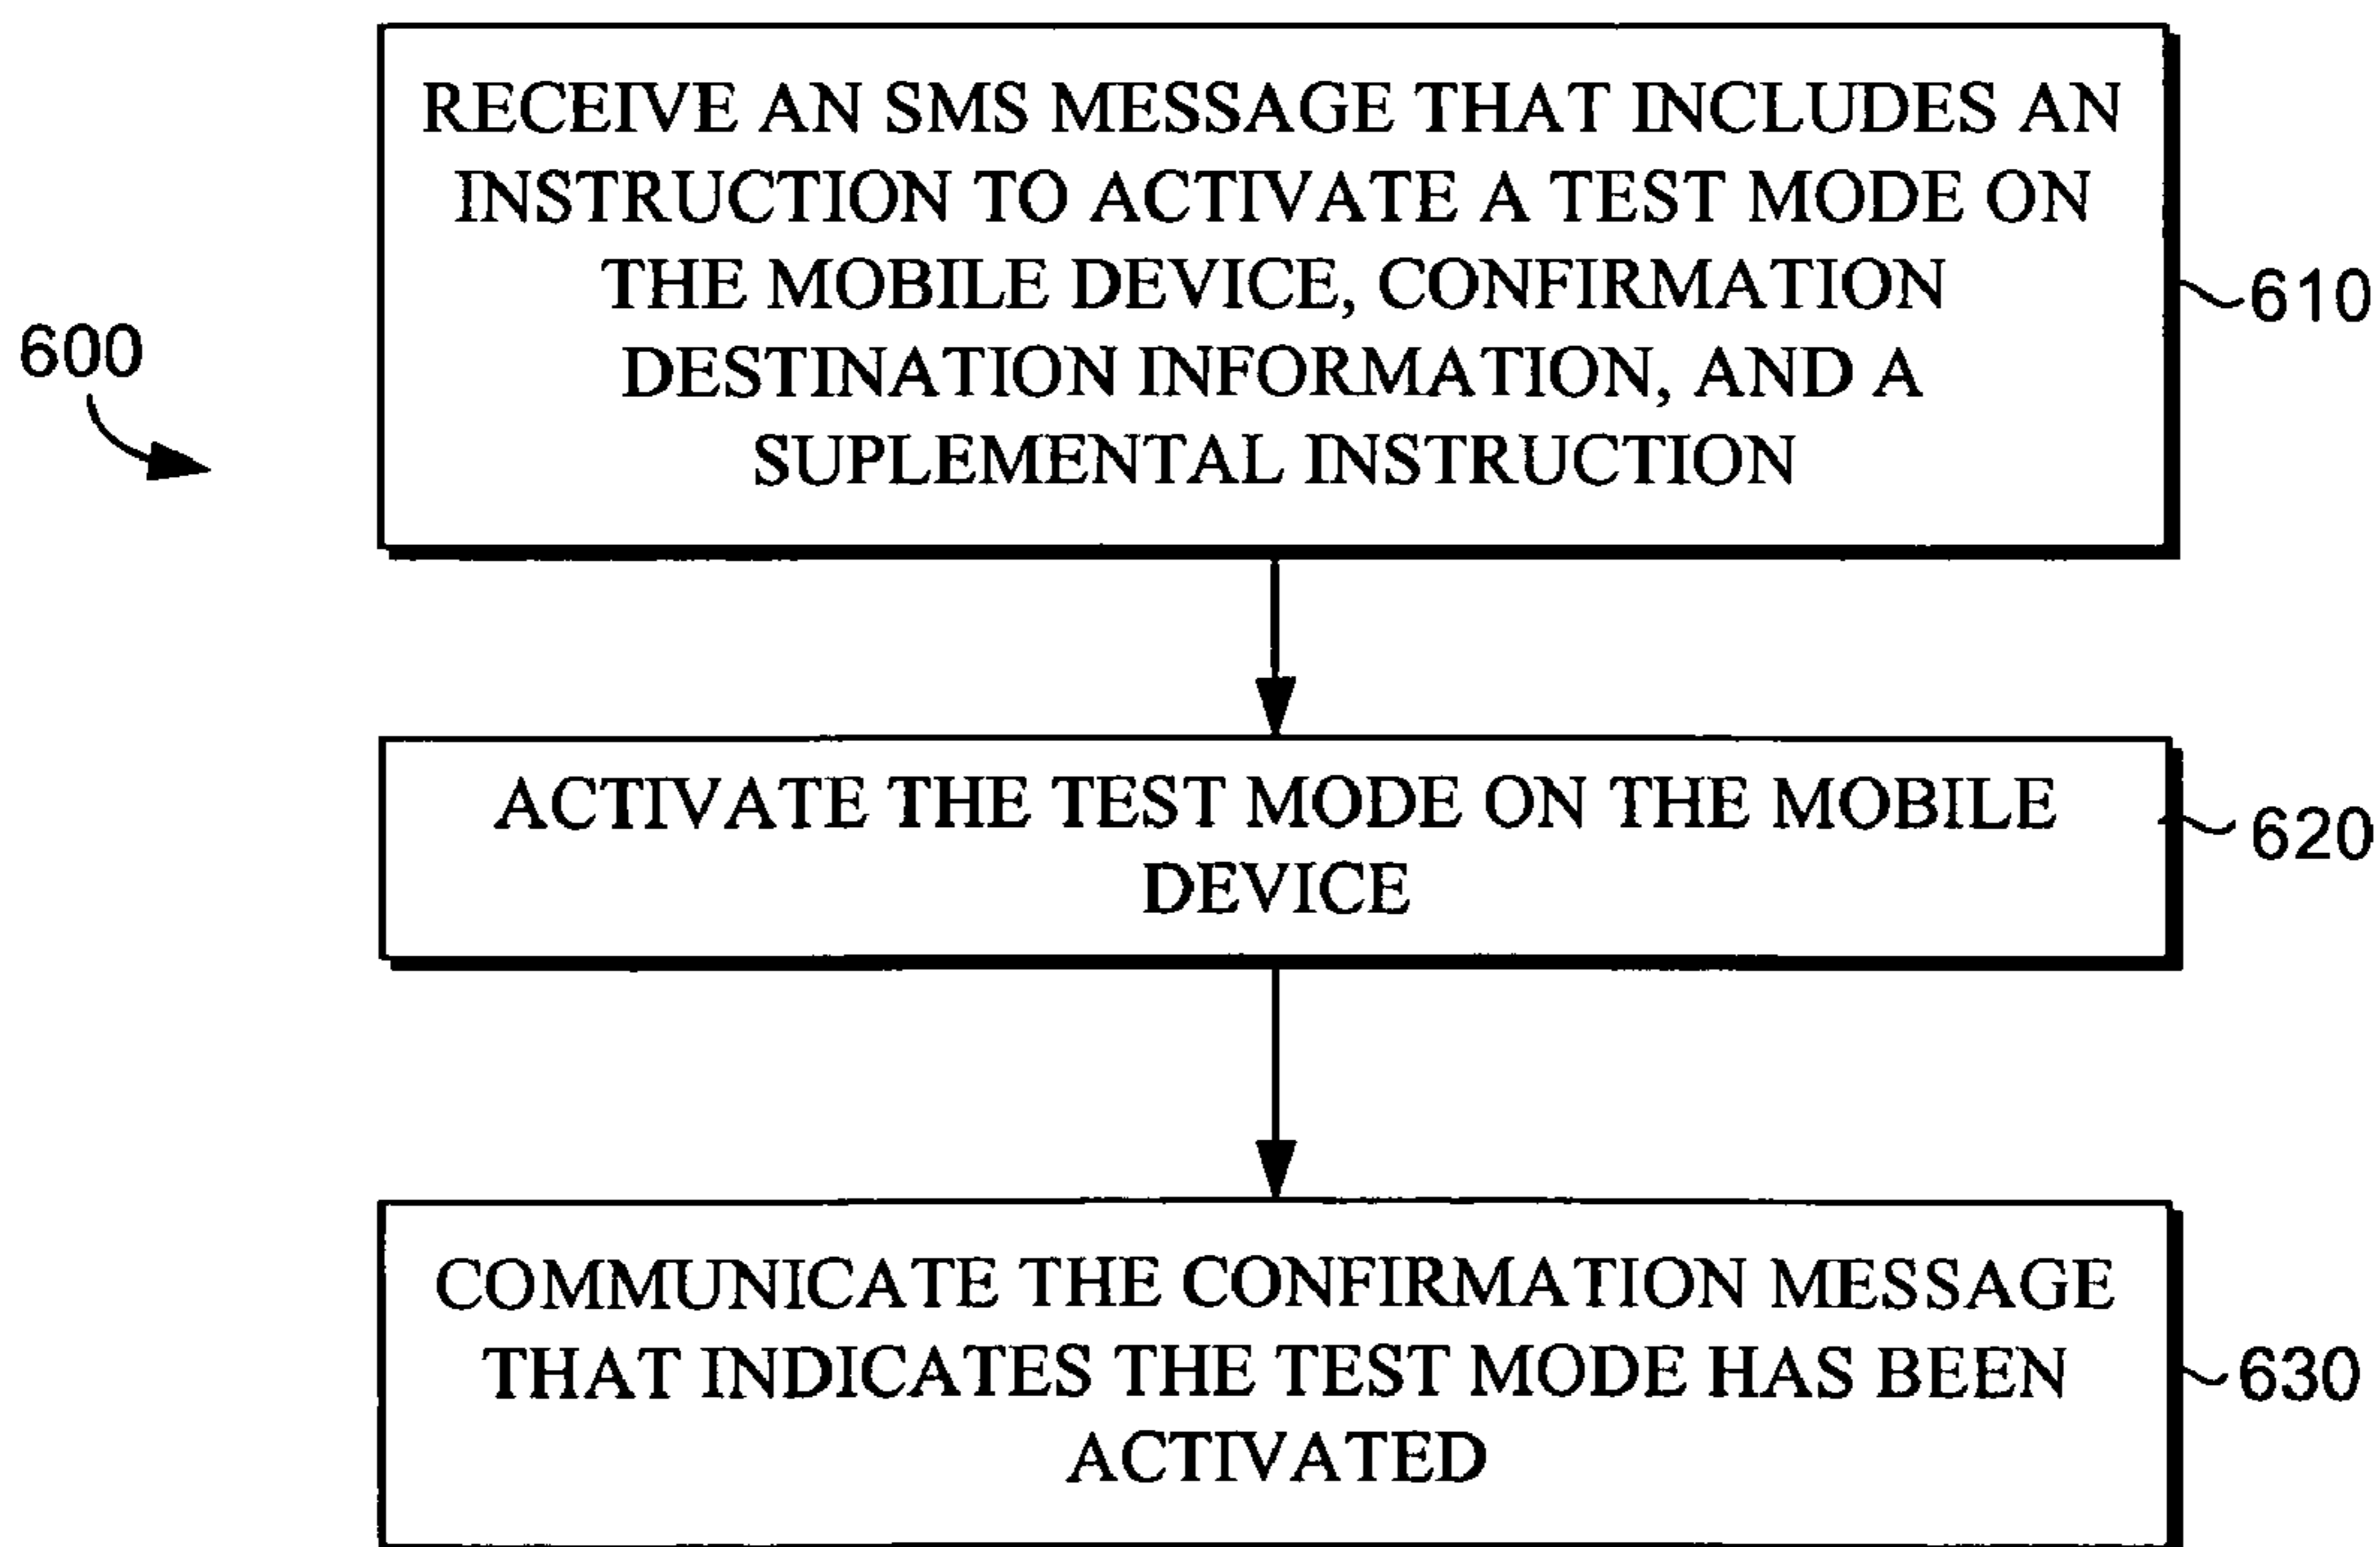 RECEIVE AN SMS MESSAGE THAT INCLUDES AN
INSTRUCTION TO ACTIVATE A TEST MODE ON
THE MOBILE DEVICE, CONFIRMATION
DESTINATION INFORMATION, AND A
SUPLEMENTAL INSTRUCTION
610
600
ACTIVATE THE TEST MODE ON THE MOBILE
DEVICE
620
COMMUNICATE THE CONFIRMATION MESSAGE
THAT INDICATES THE TEST MODE HAS BEEN
ACTIVATED
630